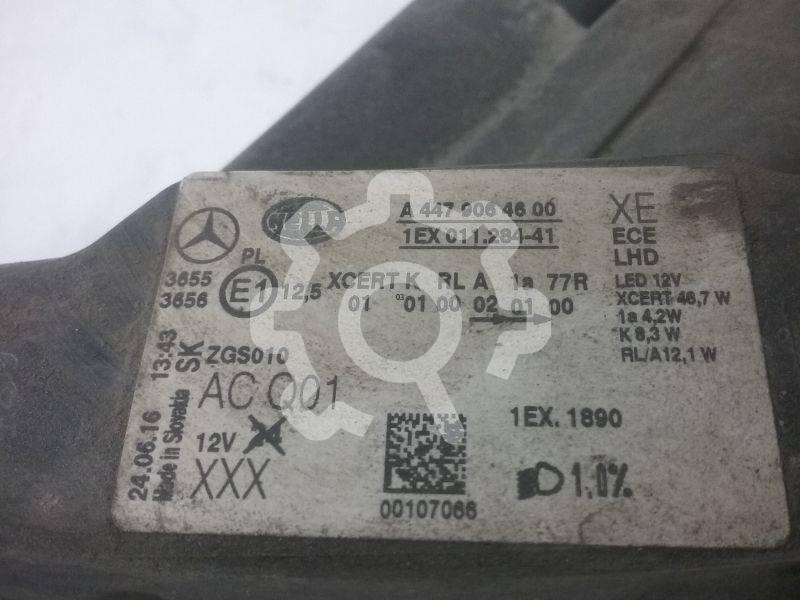 HELLA
A 447 906 46 00
XE
1EX 011.284-41
ECE
PL
LHD
3655
3656
E1
12,5
XCERT K RL A 1a 77R
01 03 01 00 02 01 00
LED 12V
XCERT 46,7 W
1a 4,2W
K 8,3 W
RL/A12,1 W
24.06.16 13:43
Made in Slovakia
SK
ZGS010
AC Q01
12V
XXX
00107066
1EX. 1890
1.0%